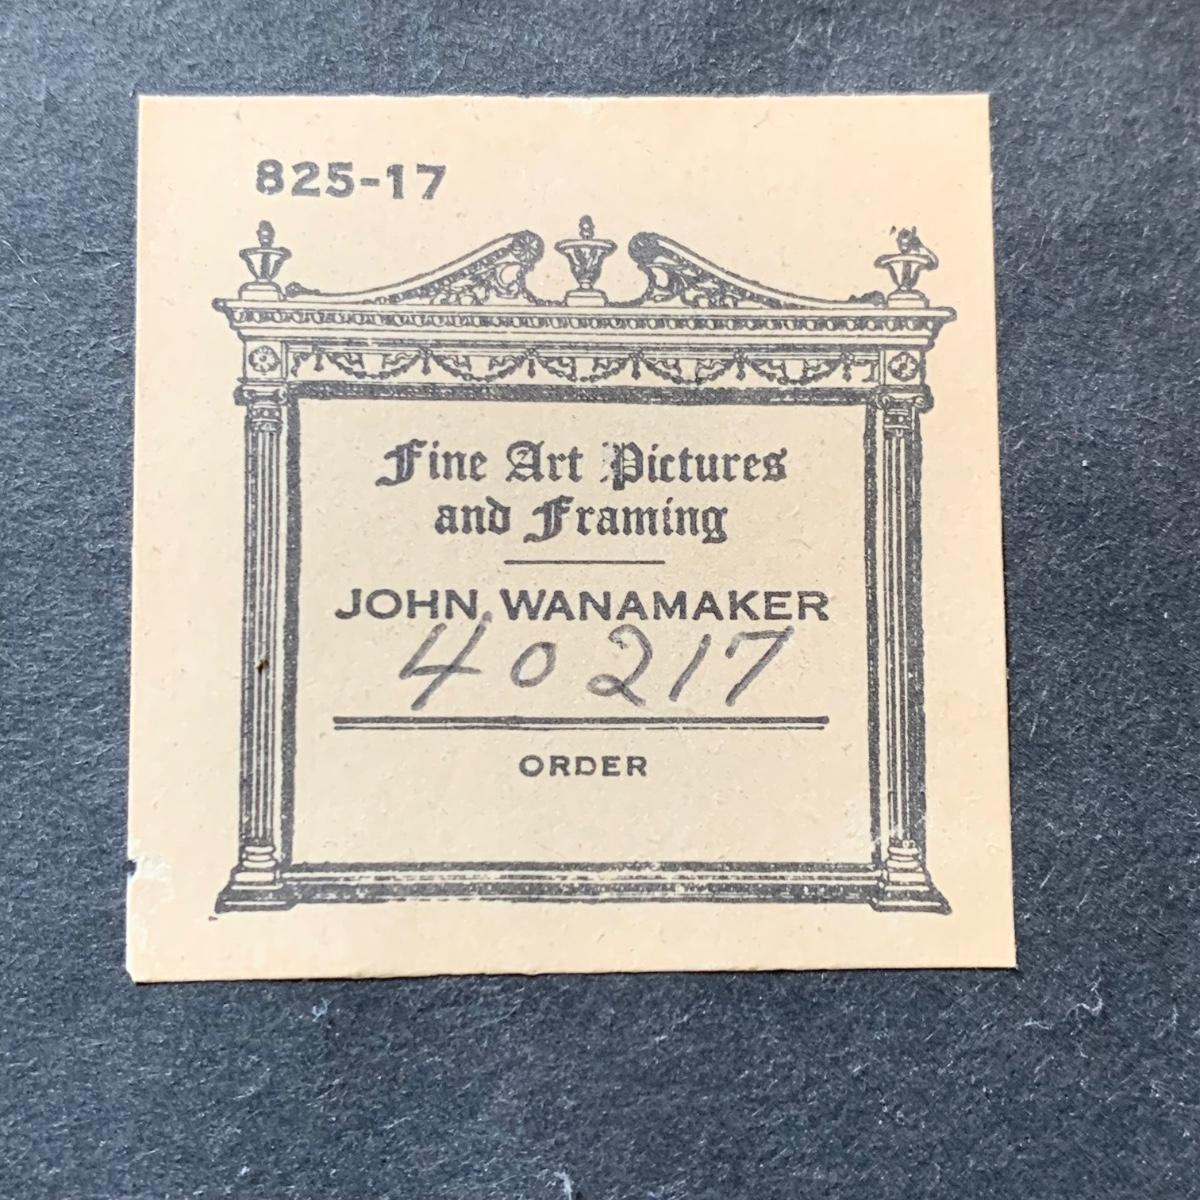 825-17
Fine Art Pictures
and Framing
JOHN WANAMAKER
40217
ORDER